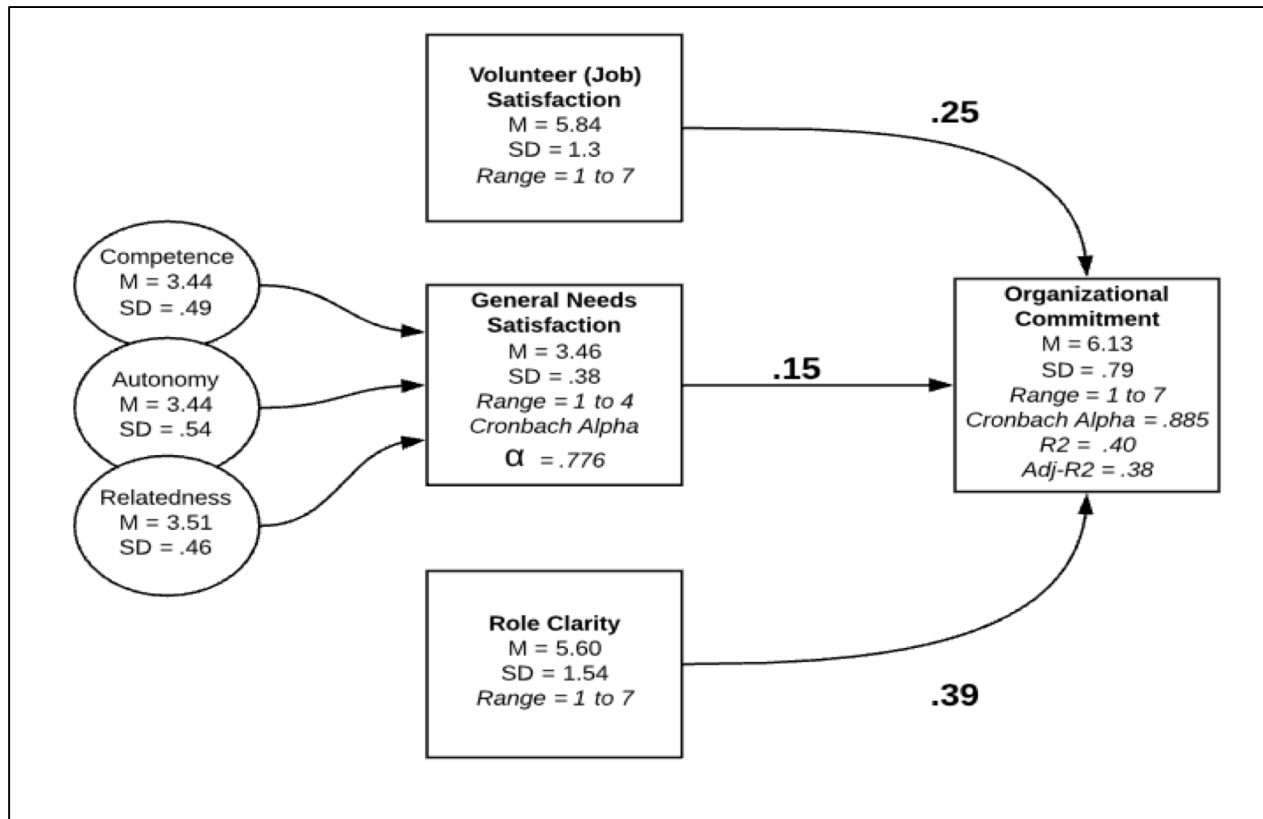 Volunteer (Job)
Satisfaction
M = 5.84
SD = 1.3
Range = 1 to 7
.25
Competence
M = 3.44
SD = .49
Autonomy
M = 3.44
SD = .54
Relatedness
M = 3.51
SD = .46
General Needs
Satisfaction
M = 3.46
SD = .38
Range = 1 to 4
Cronbach Alpha
α = .776
.15
Organizational
Commitment
M = 6.13
SD = .79
Range = 1 to 7
Cronbach Alpha = .885
R2 = .40
Adj-R2 = .38
Role Clarity
M = 5.60
SD = 1.54
Range = 1 to 7
.39